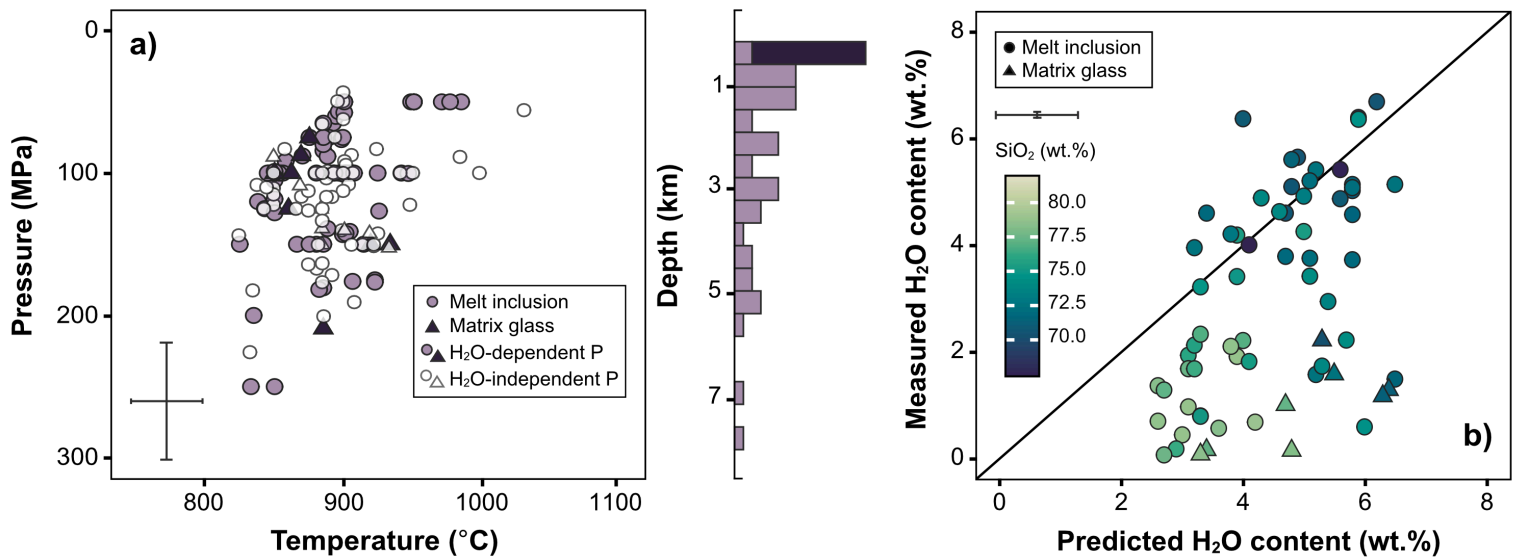 a)
0
100
200
300
Pressure (MPa)
800
900
1000
1100
Temperature (°C)
Melt inclusion
Matrix glass
H₂O-dependent P
H₂O-independent P
Depth (km)
1
3
5
7
Measured H₂O content (wt.%)
8
6
4
2
0
Melt inclusion
Matrix glass
SiO₂ (wt.%)
80.0
77.5
75.0
72.5
70.0
b)
0
2
4
6
8
Predicted H₂O content (wt.%)